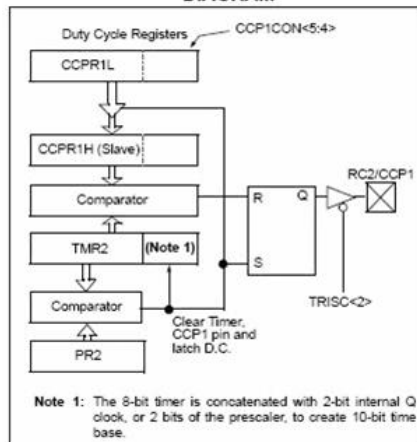 DIAGRAM
Duty Cycle Registers
CCP1CON<5:4>
CCPR1L
CCPR1H (Slave)
Comparator
R
Q
RC2/CCP1
TMR2
(Note 1)
S
TRISC<2>
Comparator
Clear Timer,
CCP1 pin and
latch D.C.
PR2
Note 1: The 8-bit timer is concatenated with 2-bit internal Q
clock, or 2 bits of the prescaler, to create 10-bit time
base.